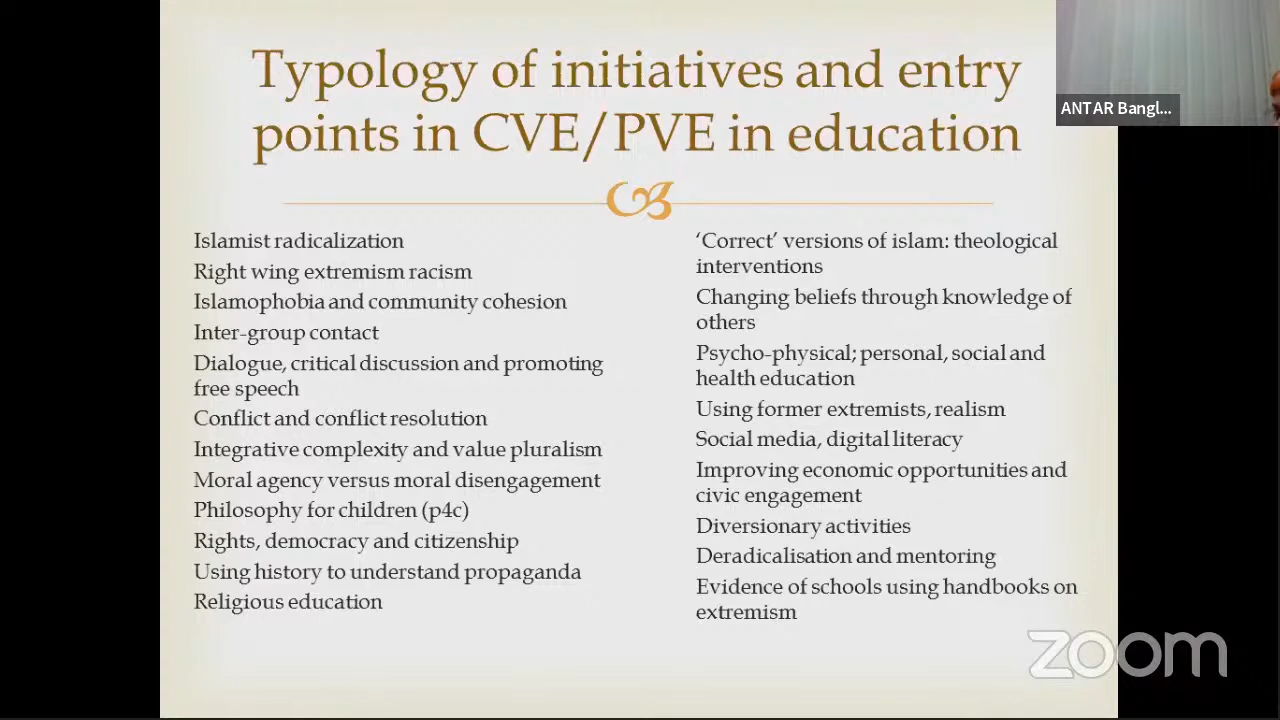 Typology of initiatives and entry
points in CVE/PVE in education
Islamist radicalization
Right wing extremism racism
Islamophobia and community cohesion
Inter-group contact
Dialogue, critical discussion and promoting
free speech
Conflict and conflict resolution
Integrative complexity and value pluralism
Moral agency versus moral disengagement
Philosophy for children (p4c)
Rights, democracy and citizenship
Using history to understand propaganda
Religious education
‘Correct’ versions of islam: theological
interventions
Changing beliefs through knowledge of
others
Psycho-physical; personal, social and
health education
Using former extremists, realism
Social media, digital literacy
Improving economic opportunities and
civic engagement
Diversionary activities
Deradicalisation and mentoring
Evidence of schools using handbooks on
extremism
ANTAR Bangl...
zoom